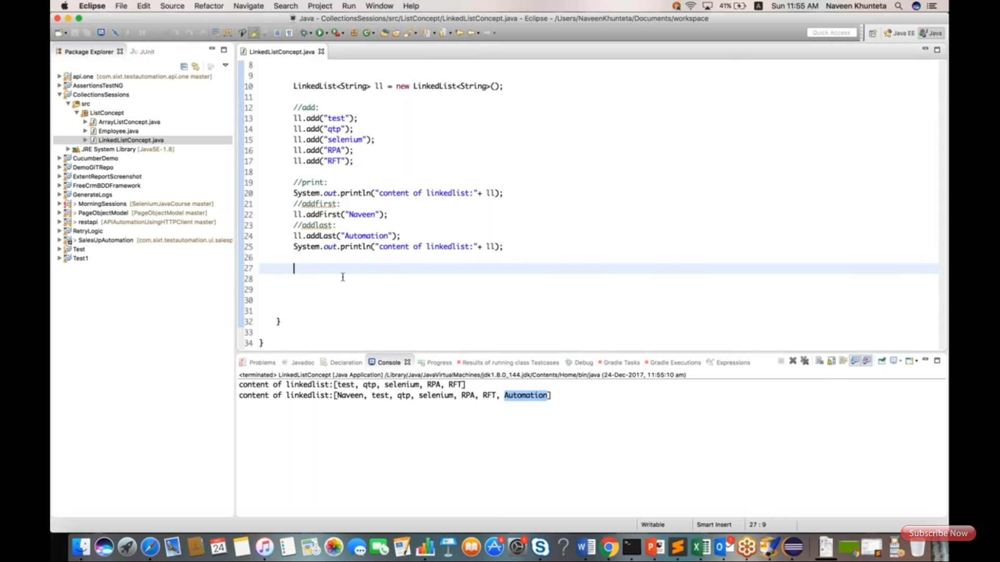 Eclipse File Edit Source Refactor Navigate Search Project Run Window Help 41% A Sun 11:55 AM Naveen Khunteta
Java - CollectionsSessions/src/ListConcept/LinkedListConcept.java - Eclipse - /Users/NaveenKhunteta/Documents/workspace
Quick Access Java EE Java
Package Explorer JUnit
api.one [com.sixt.testautomation.api.one master]
AssertionsTestNG
CollectionsSessions
src
ListConcept
ArrayListConcept.java
Employee.java
LinkedListConcept.java
JRE System Library [JavaSE-1.8]
CucumberDemo
DemoGITRepo
ExtentReportScreenshot
FreeCrmBDDFramework
GenerateLogs
> MorningSessions [SeleniumJavaCourse master]
> PageObjectModel [PageObjectModel master]
> restapi [APIAutomationUsingHTTPClient master]
RetryLogic
> SalesUpAutomation [com.sixt.testautomation.ui.salesp
Test
Test1
LinkedListConcept.java
8
9
10 LinkedList<String> ll = new LinkedList<String>();
11
12 //add:
13 ll.add("test");
14 ll.add("qtp");
15 ll.add("selenium");
16 ll.add("RPA");
17 ll.add("RFT");
18
19 //print:
20 System.out.println("content of linkedlist:"+ ll);
21 //addfirst:
22 ll.addFirst("Naveen");
23 //addlast:
24 ll.addLast("Automation");
25 System.out.println("content of linkedlist:"+ ll);
26
27
28
29
30
31
32 }
33
34 }
Problems Javadoc Declaration Console Progress Results of running class Testcases Debug Gradle Tasks Gradle Executions Expressions
<terminated> LinkedListConcept [Java Application] /Library/Java/JavaVirtualMachines/jdk1.8.0_144.jdk/Contents/Home/bin/java (24-Dec-2017, 11:55:10 am)
content of linkedlist:[test, qtp, selenium, RPA, RFT]
content of linkedlist:[Naveen, test, qtp, selenium, RPA, RFT, Automation]
Writable Smart Insert 27 : 9
Subscribe Now
24